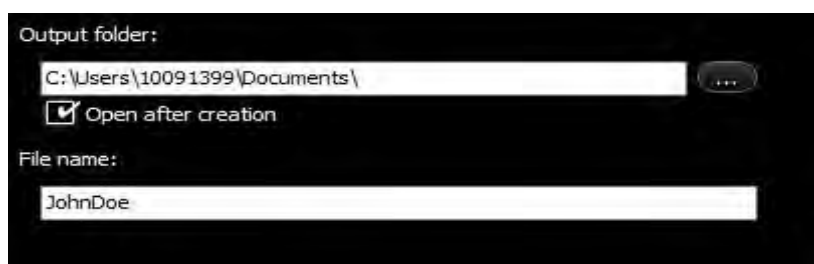 Output folder:
C:\Users\10091399\Documents\
...
Open after creation
File name:
JohnDoe